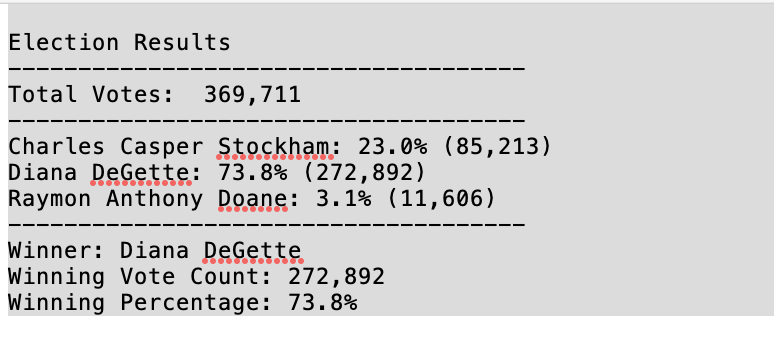 Election Results
-------------------------------------
Total Votes:  369,711
-------------------------------------
Charles Casper Stockham: 23.0% (85,213)
Diana DeGette: 73.8% (272,892)
Raymon Anthony Doane: 3.1% (11,606)
-------------------------------------
Winner: Diana DeGette
Winning Vote Count: 272,892
Winning Percentage: 73.8%